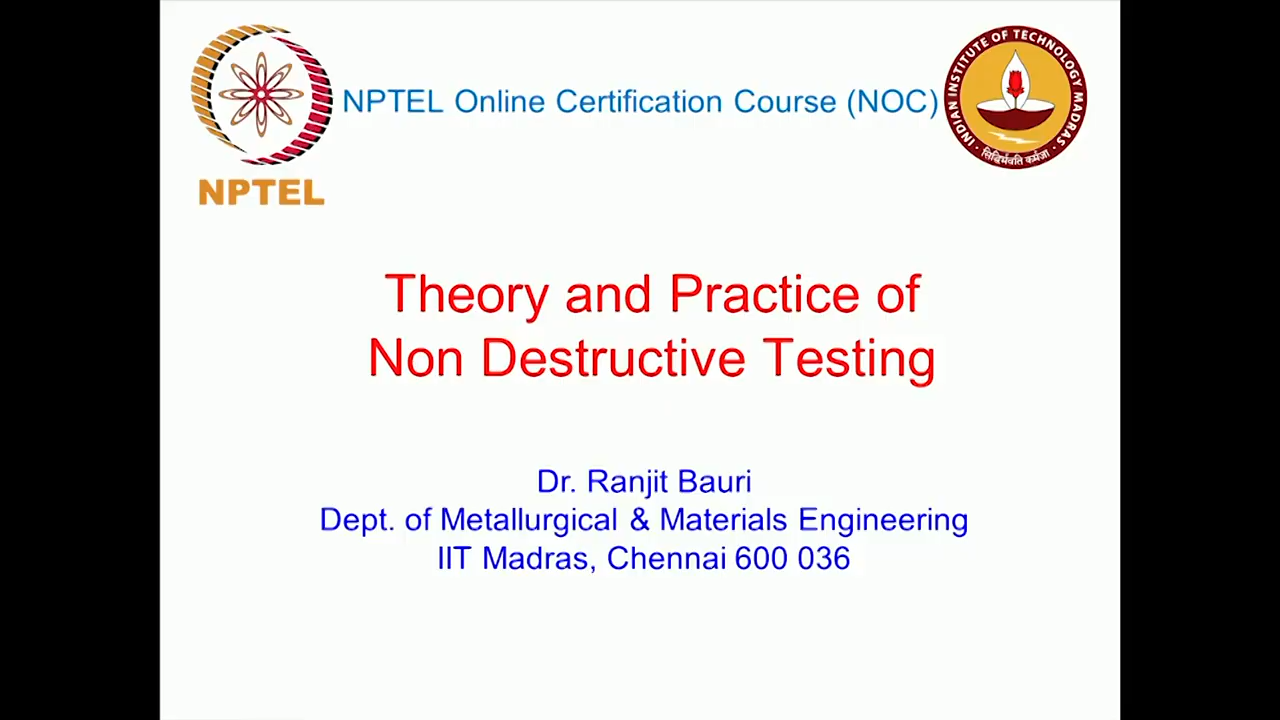 NPTEL Online Certification Course (NOC)
NPTEL
INDIAN INSTITUTE OF TECHNOLOGY MADRAS
सिद्धिर्भवति कर्मजा
Theory and Practice of
Non Destructive Testing
Dr. Ranjit Bauri
Dept. of Metallurgical & Materials Engineering
IIT Madras, Chennai 600 036